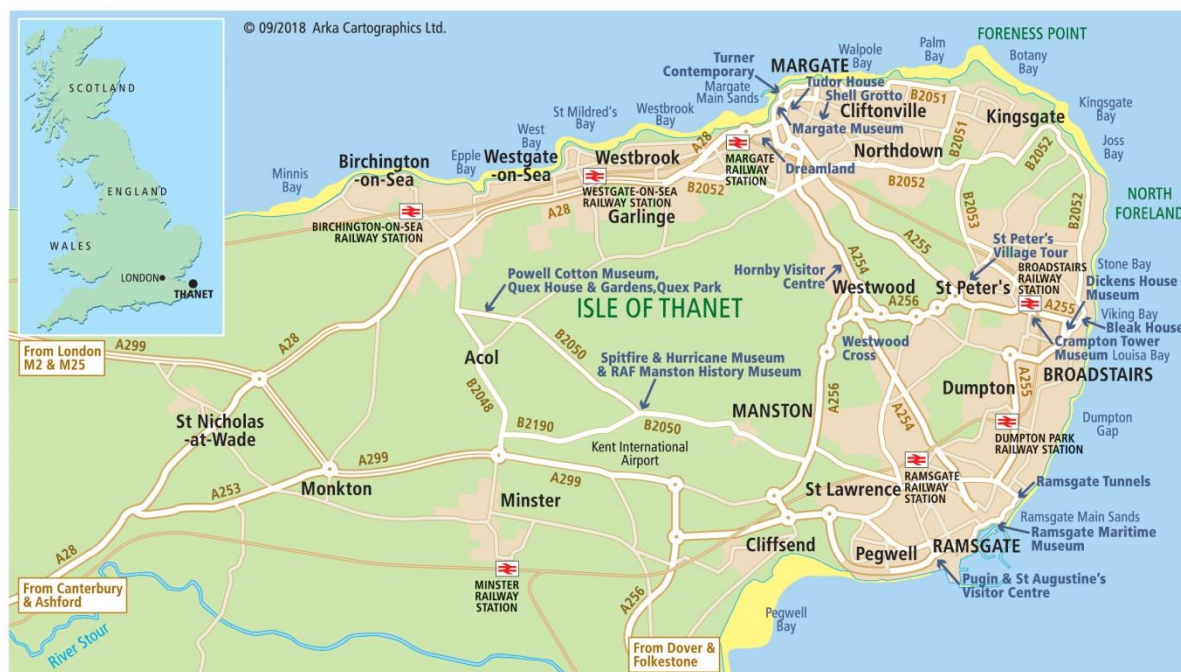 © 09/2018 Arka Cartographics Ltd.
SCOTLAND
ENGLAND
WALES
LONDON
THANET
FORENESS POINT
Botany
Bay
Palm
Bay
Walpole
Bay
MARGATE
Turner
Contemporary
Margate
Main Sands
Tudor House
Shell Grotto
B2051
Cliftonville
Margate Museum
Kingsgate
Kingsgate
Bay
Joss
Bay
Westbrook
Bay
St Mildred's
Bay
West
Bay
Epple
Bay
Minnis
Bay
Birchington
-on-Sea
Westgate
-on-Sea
Westbrook
A28
MARGATE
RAILWAY
STATION
Dreamland
Northdown
B2051
B2052
B2052
B2052
B2052
B2053
NORTH
FORELAND
BIRCHINGTON-ON-SEA
RAILWAY STATION
WESTGATE-ON-SEA
RAILWAY STATION
Garlinge
A28
A255
A254
St Peter's
Village Tour
Hornby Visitor
Centre
Westwood
A256
St Peter's
BROADSTAIRS
RAILWAY
STATION
A255
Stone Bay
Dickens House
Museum
Viking Bay
Bleak House
Crampton Tower
Museum
Louisa Bay
BROADSTAIRS
Westwood
Cross
Powell Cotton Museum,
Quex House & Gardens,Quex Park
ISLE OF THANET
From London
M2 & M25
A299
A28
Acol
B2050
Spitfire & Hurricane Museum
& RAF Manston History Museum
B2048
MANSTON
A256
A254
Dumpton
A255
Dumpton
Gap
DUMPTON PARK
RAILWAY STATION
St Nicholas
-at-Wade
B2190
B2050
Kent International
Airport
A299
A299
A253
Monkton
Minster
St Lawrence
RAMSGATE
RAILWAY
STATION
Ramsgate Tunnels
Ramsgate Main Sands
Ramsgate Maritime
Museum
RAMSGATE
Pegwell
Cliffsend
Pugin & St Augustine's
Visitor Centre
A28
From Canterbury
& Ashford
MINSTER
RAILWAY
STATION
A256
Pegwell
Bay
From Dover &
Folkestone
River Stour